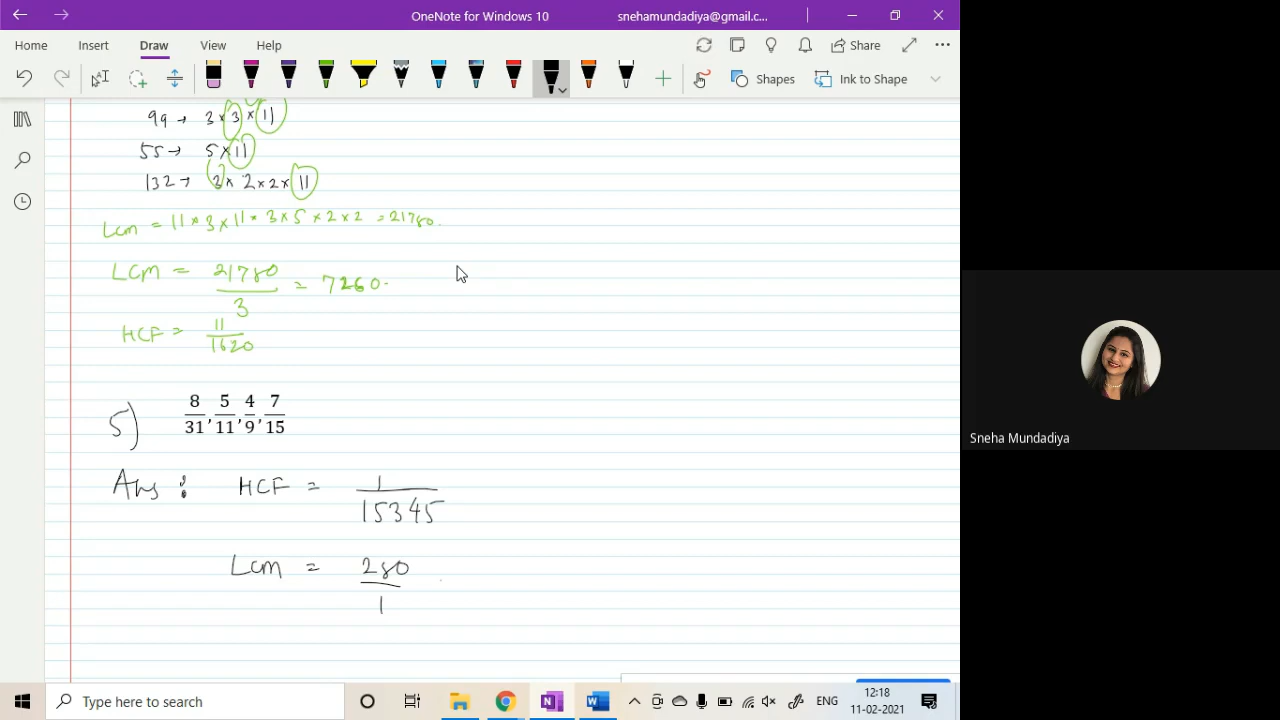 OneNote for Windows 10
snehamundadiya@gmail.c...
Home Insert Draw View Help Share
Shapes Ink to Shape
99 → 3 × 3 × 11
55 → 5 × 11
132 → 3 × 2 × 2 × 11
Lcm = 11 × 3 × 11 × 3 × 5 × 2 × 2 = 21780.
LCM = 21780/3 = 7260.
HCF = 11/1620
5) 8/31, 5/11, 4/9, 7/15
Ans : HCF = 1/15345
Lcm = 280/1
Sneha Mundadiya
Type here to search
ENG
12:18
11-02-2021